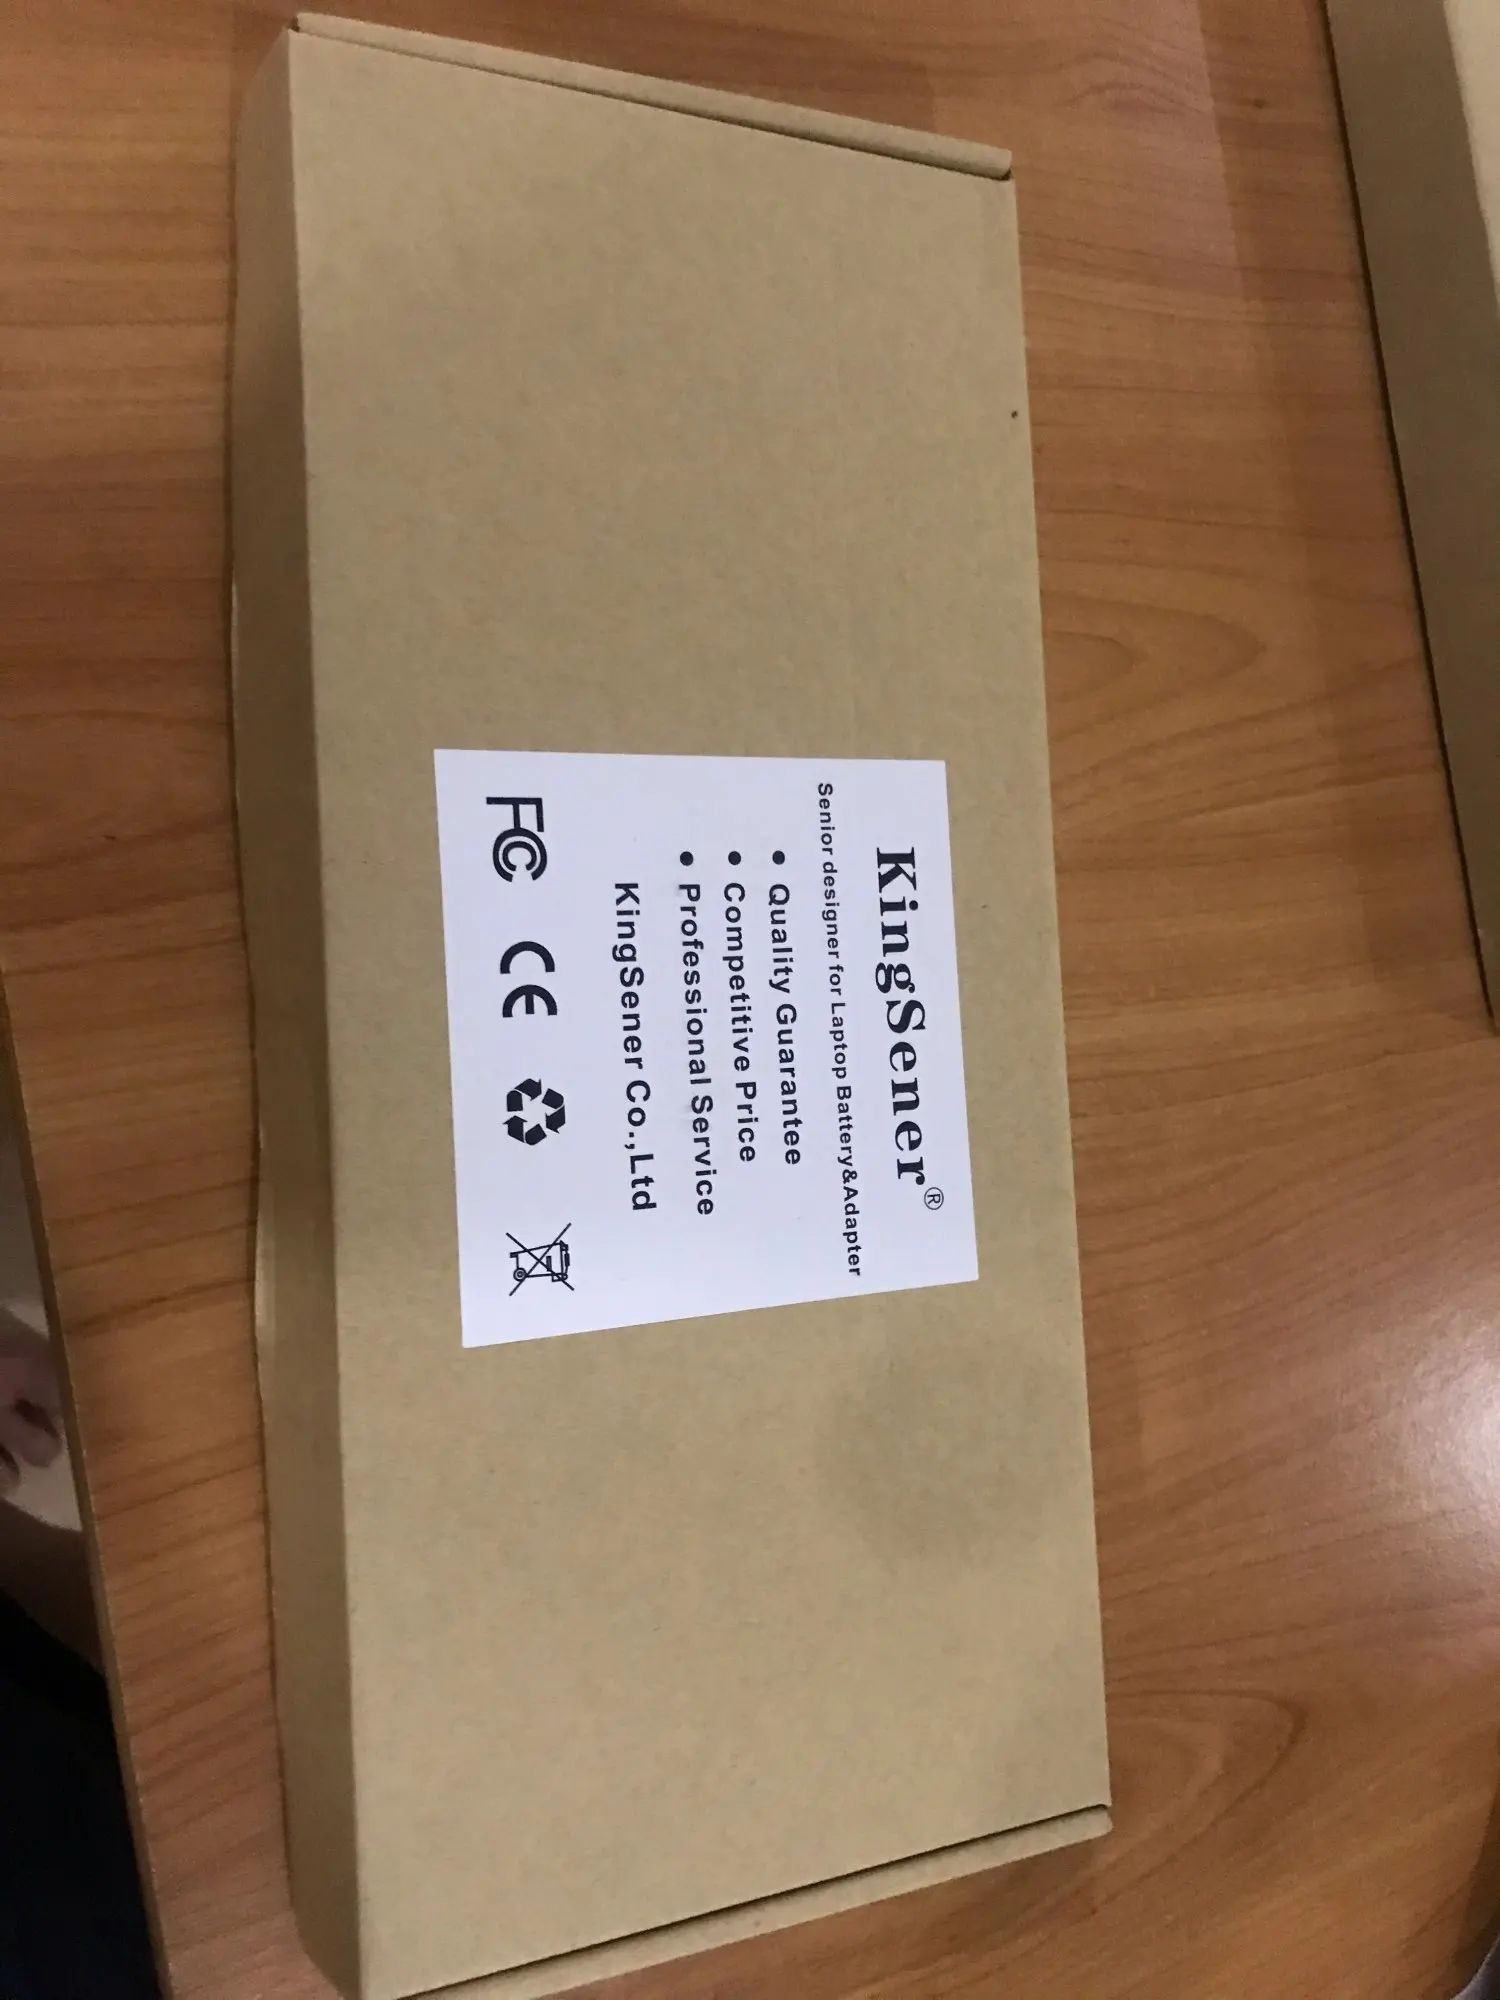 KingSener®
Senior designer for Laptop Battery&Adapter
• Quality Guarantee
• Competitive Price
• Professional Service
KingSener Co.,Ltd
FC CE